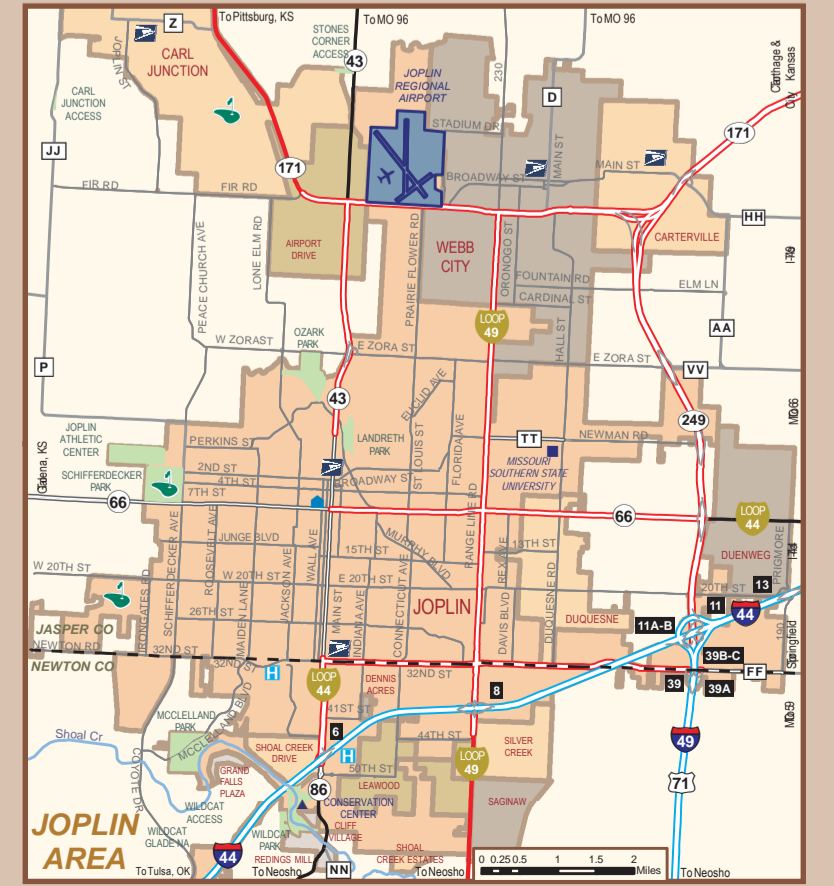 To Pittsburg, KS
To MO 96
To MO 96
Z
STONES
CORNER
ACCESS
43
JOPLIN ST
CARL
JUNCTION
JOPLIN
REGIONAL
AIRPORT
230
D
Carthage &
Kansas
City
CARL
JUNCTION
ACCESS
STADIUM DR
MAIN ST
171
JJ
171
BROADWAY ST
MAIN ST
FIR RD
FIR RD
HH
PEACE CHURCH AVE
LONE ELM RD
AIRPORT
DRIVE
PRAIRIE FLOWER RD
WEBB
CITY
ORONOGO ST
CARTERVILLE
I-49
FOUNTAIN RD
ELM LN
CARDINAL ST
LOOP
49
HALL ST
AA
OZARK
PARK
W ZORA ST
E ZORA ST
E ZORA ST
P
VV
EUCLID AVE
43
MO 66
249
JOPLIN
ATHLETIC
CENTER
PERKINS ST
LANDRETH
PARK
ST LOUIS ST
FLORIDA AVE
TT
NEWMAN RD
Galena, KS
2ND ST
MISSOURI
SOUTHERN STATE
UNIVERSITY
SCHIFFERDECKER
PARK
4TH ST
BROADWAY ST
7TH ST
66
66
LOOP
44
SCHIFFERDECKER AVE
ROOSEVELT AVE
JUNGE BLVD
WALL AVE
MURPHY BLVD
RANGE LINE RD
13TH ST
15TH ST
REX AVE
DUENWEG
I-44
PRIGMORE
W 20TH ST
W 20TH ST
E 20TH ST
20TH ST
13
IRONGATES RD
MAIDEN LANE
JACKSON AVE
MAIN ST
INDIANA AVE
CONNECTICUT AVE
DAVIS BLVD
DUQUESNE RD
11
44
26TH ST
JOPLIN
DUQUESNE
11A-B
JASPER CO
190
NEWTON RD
32ND ST
39B-C
Springfield
NEWTON CO
32ND ST
H
32ND ST
FF
LOOP
44
DENNIS
ACRES
8
39
39A
MCCLELLAND
PARK
MCCLELLAND BLVD
41ST ST
6
MO 59
Shoal Cr
COYOTE DR
SHOAL CREEK
DRIVE
H
44TH ST
SILVER
CREEK
49
LOOP
49
GRAND
FALLS
PLAZA
50TH ST
LEAWOOD
71
86
WILDCAT
ACCESS
CONSERVATION
CENTER
SAGINAW
JOPLIN
AREA
WILDCAT
GLADE NA
WILDCAT
PARK
CLIFF
VILLAGE
44
REDINGS MILL
SHOAL
CREEK ESTATES
0 0.25 0.5 1 1.5 2
Miles
To Tulsa, OK
To Neosho
NN
To Neosho
To Neosho